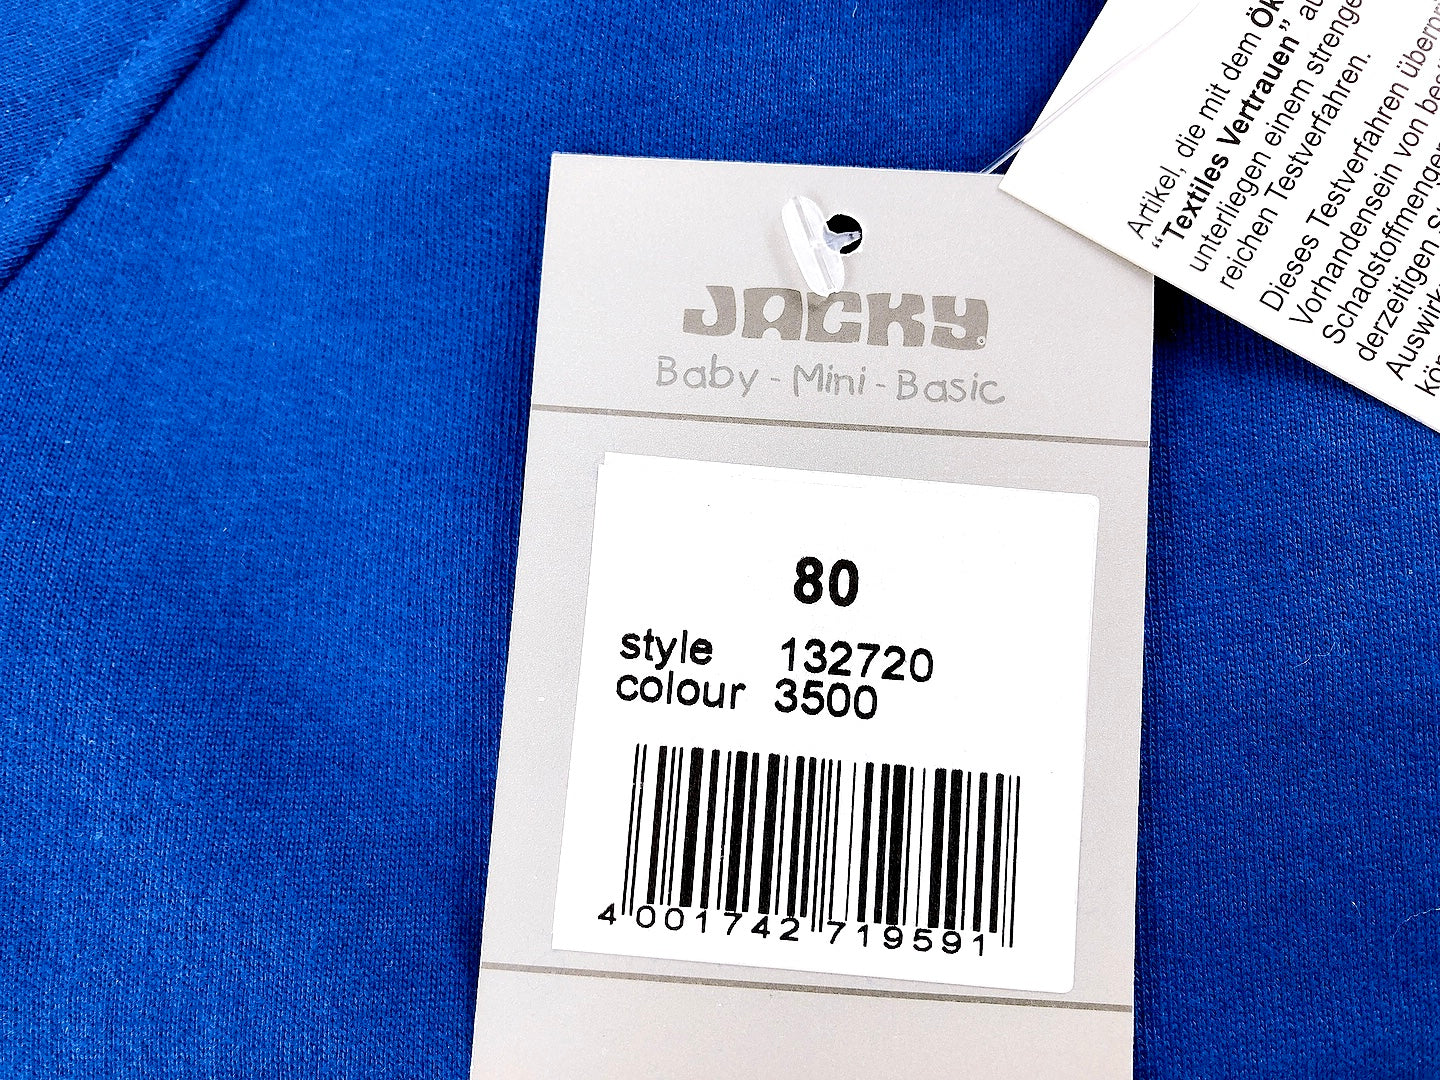 JACKY
Baby - Mini - Basic
80
style 132720
colour 3500
4 001742 719591
Artikel, die mit dem
“Textiles Vertrauen”
unterliegen einem
reichen Testverfahren.
Dieses Testverfahren
Vorhandensein von
Schadstoffmengen
derzeitigen